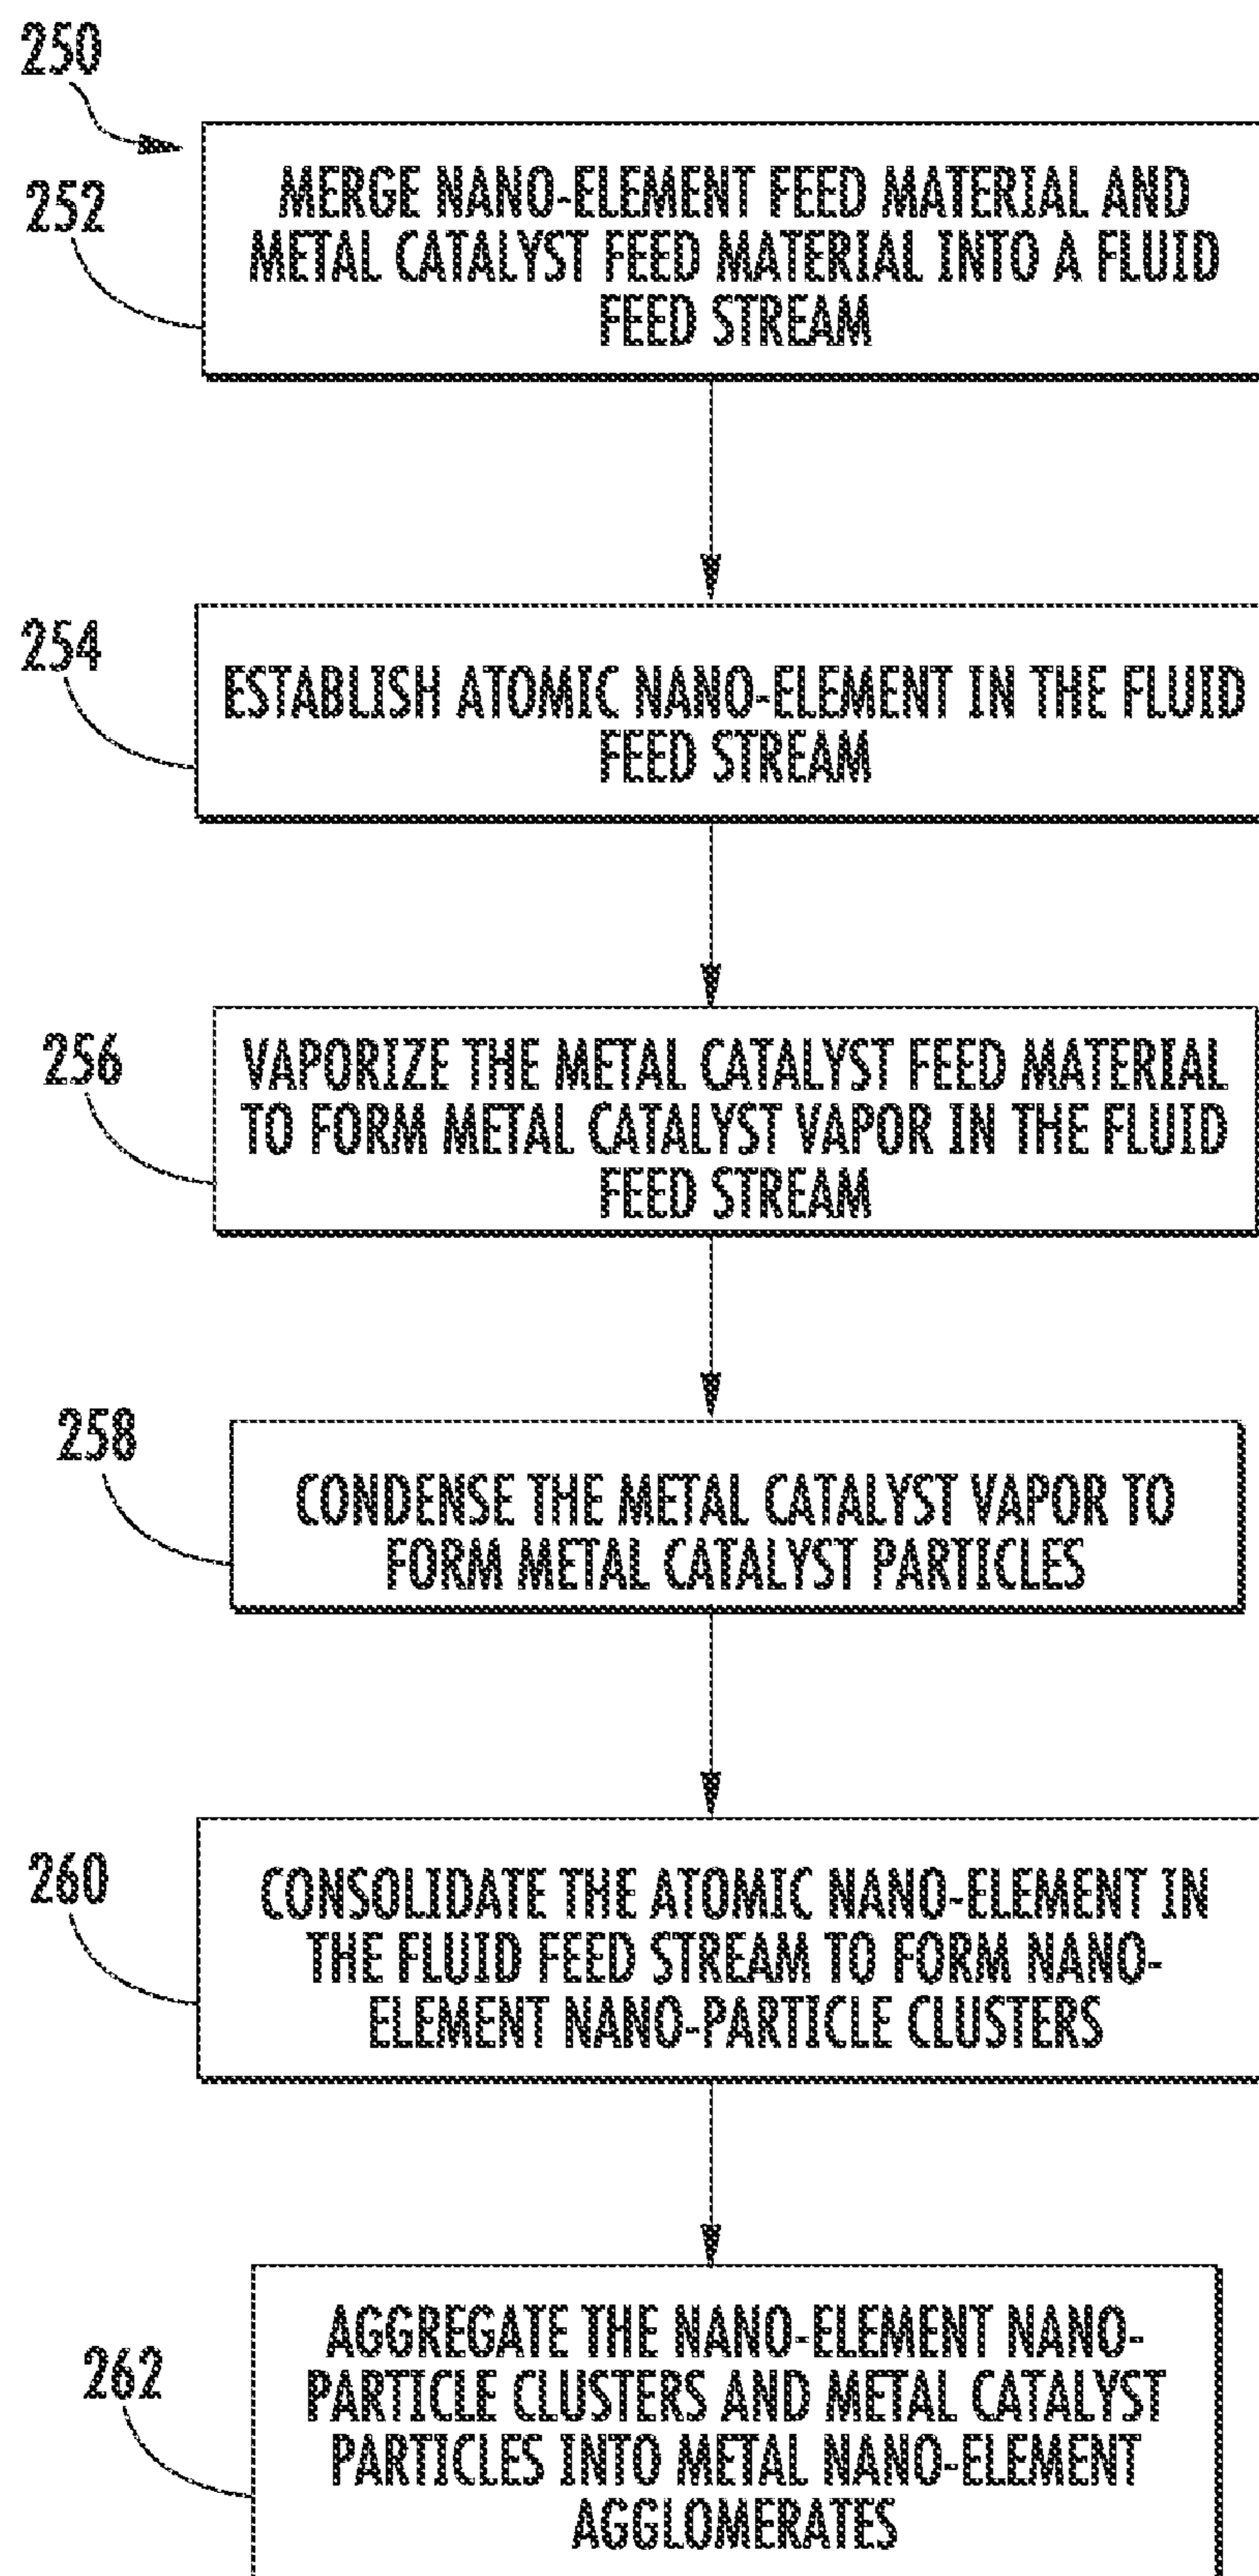 250
252
MERGE NANO-ELEMENT FEED MATERIAL AND
METAL CATALYST FEED MATERIAL INTO A FLUID
FEED STREAM
254
ESTABLISH ATOMIC NANO-ELEMENT IN THE FLUID
FEED STREAM
256
VAPORIZE THE METAL CATALYST FEED MATERIAL
TO FORM METAL CATALYST VAPOR IN THE FLUID
FEED STREAM
258
CONDENSE THE METAL CATALYST VAPOR TO
FORM METAL CATALYST PARTICLES
260
CONSOLIDATE THE ATOMIC NANO-ELEMENT IN
THE FLUID FEED STREAM TO FORM NANO-
ELEMENT NANO-PARTICLE CLUSTERS
262
AGGREGATE THE NANO-ELEMENT NANO-
PARTICLE CLUSTERS AND METAL CATALYST
PARTICLES INTO METAL NANO-ELEMENT
AGGLOMERATES